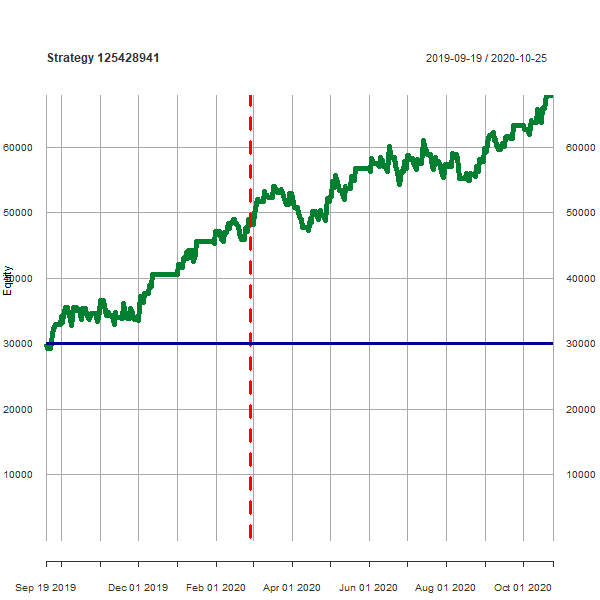 Strategy 125428941
2019-09-19 / 2020-10-25
60000
60000
50000
50000
Equity
40000
40000
30000
30000
20000
20000
10000
10000
Sep 19 2019
Dec 01 2019
Feb 01 2020
Apr 01 2020
Jun 01 2020
Aug 01 2020
Oct 01 2020